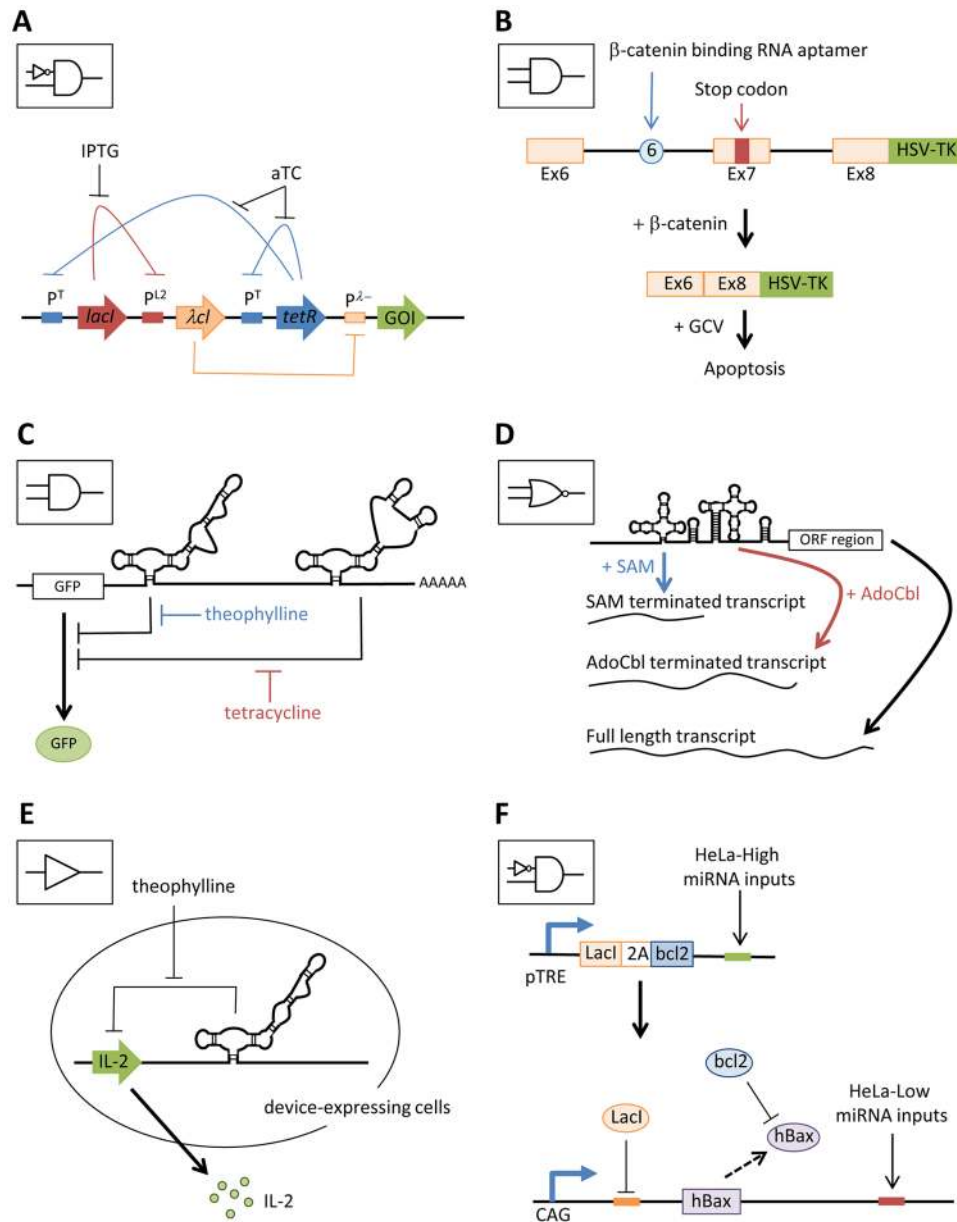 A
IPTG
aTC
P^T
lacI
P^L2
λcI
P^T
tetR
P^λ–
GOI
B
β-catenin binding RNA aptamer
Stop codon
6
HSV-TK
Ex6
Ex7
Ex8
+ β-catenin
Ex6
Ex8
HSV-TK
+ GCV
Apoptosis
C
GFP
AAAAA
theophylline
tetracycline
GFP
D
ORF region
+ SAM
SAM terminated transcript
+ AdoCbl
AdoCbl terminated transcript
Full length transcript
E
theophylline
IL-2
device-expressing cells
IL-2
F
HeLa-High
miRNA inputs
LacI
2A
bcl2
pTRE
bcl2
HeLa-Low
miRNA inputs
LacI
hBax
hBax
CAG